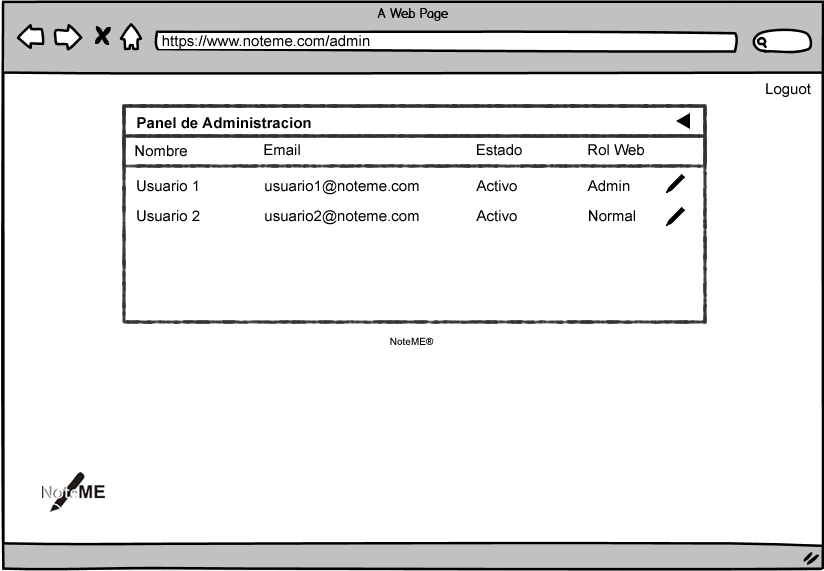 A Web Page
https://www.noteme.com/admin
Loguot
Panel de Administracion
Nombre Email Estado Rol Web
Usuario 1 usuario1@noteme.com Activo Admin
Usuario 2 usuario2@noteme.com Activo Normal
NoteME®
NoteME